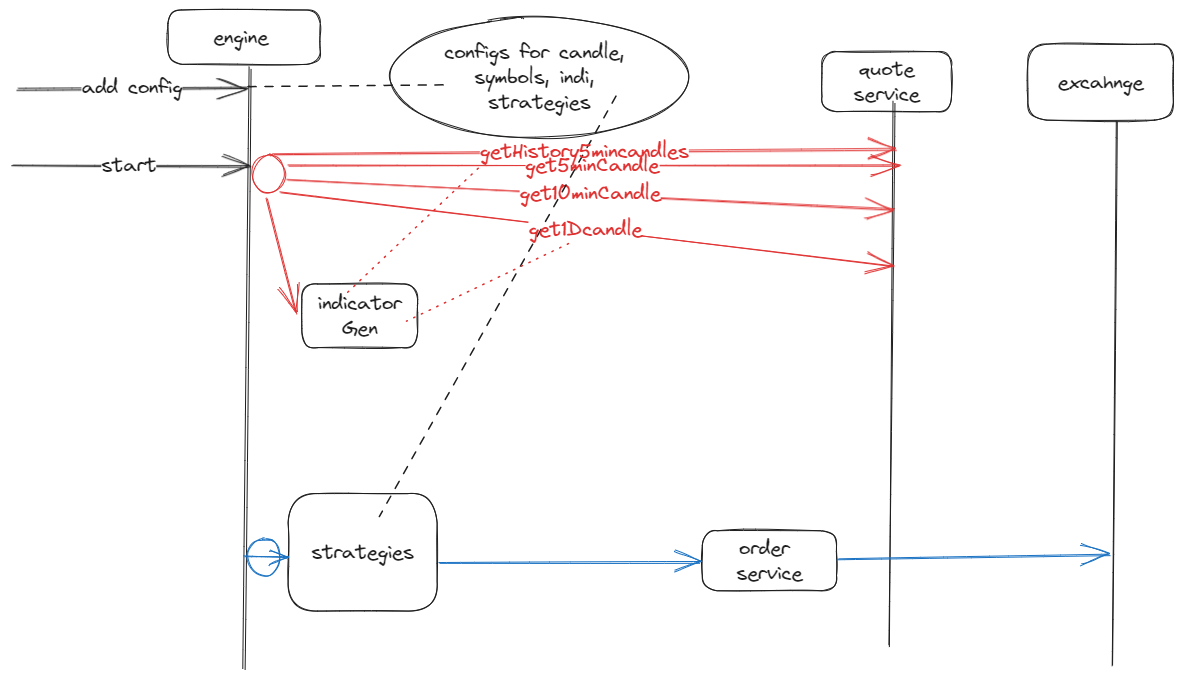 engine
configs for candle,
symbols, indi,
strategies
quote
service
excahnge
add config
start
getHistory5mincandles
get5minCandle
get10minCandle
get1Dcandle
indicator
Gen
strategies
order
service